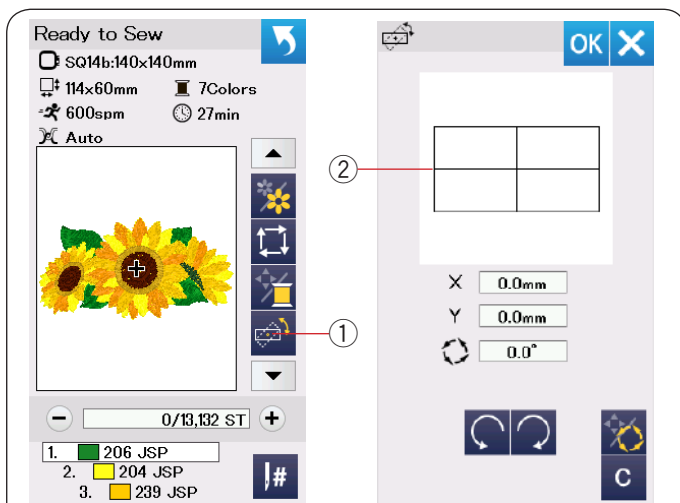 Ready to Sew
SQ14b:140x140mm
114x60mm 7Colors
600spm 27min
Auto
0/13,132 ST
1. 206 JSP
2. 204 JSP
3. 239 JSP
#
①
OK
②
X 0.0mm
Y 0.0mm
0.0°
C